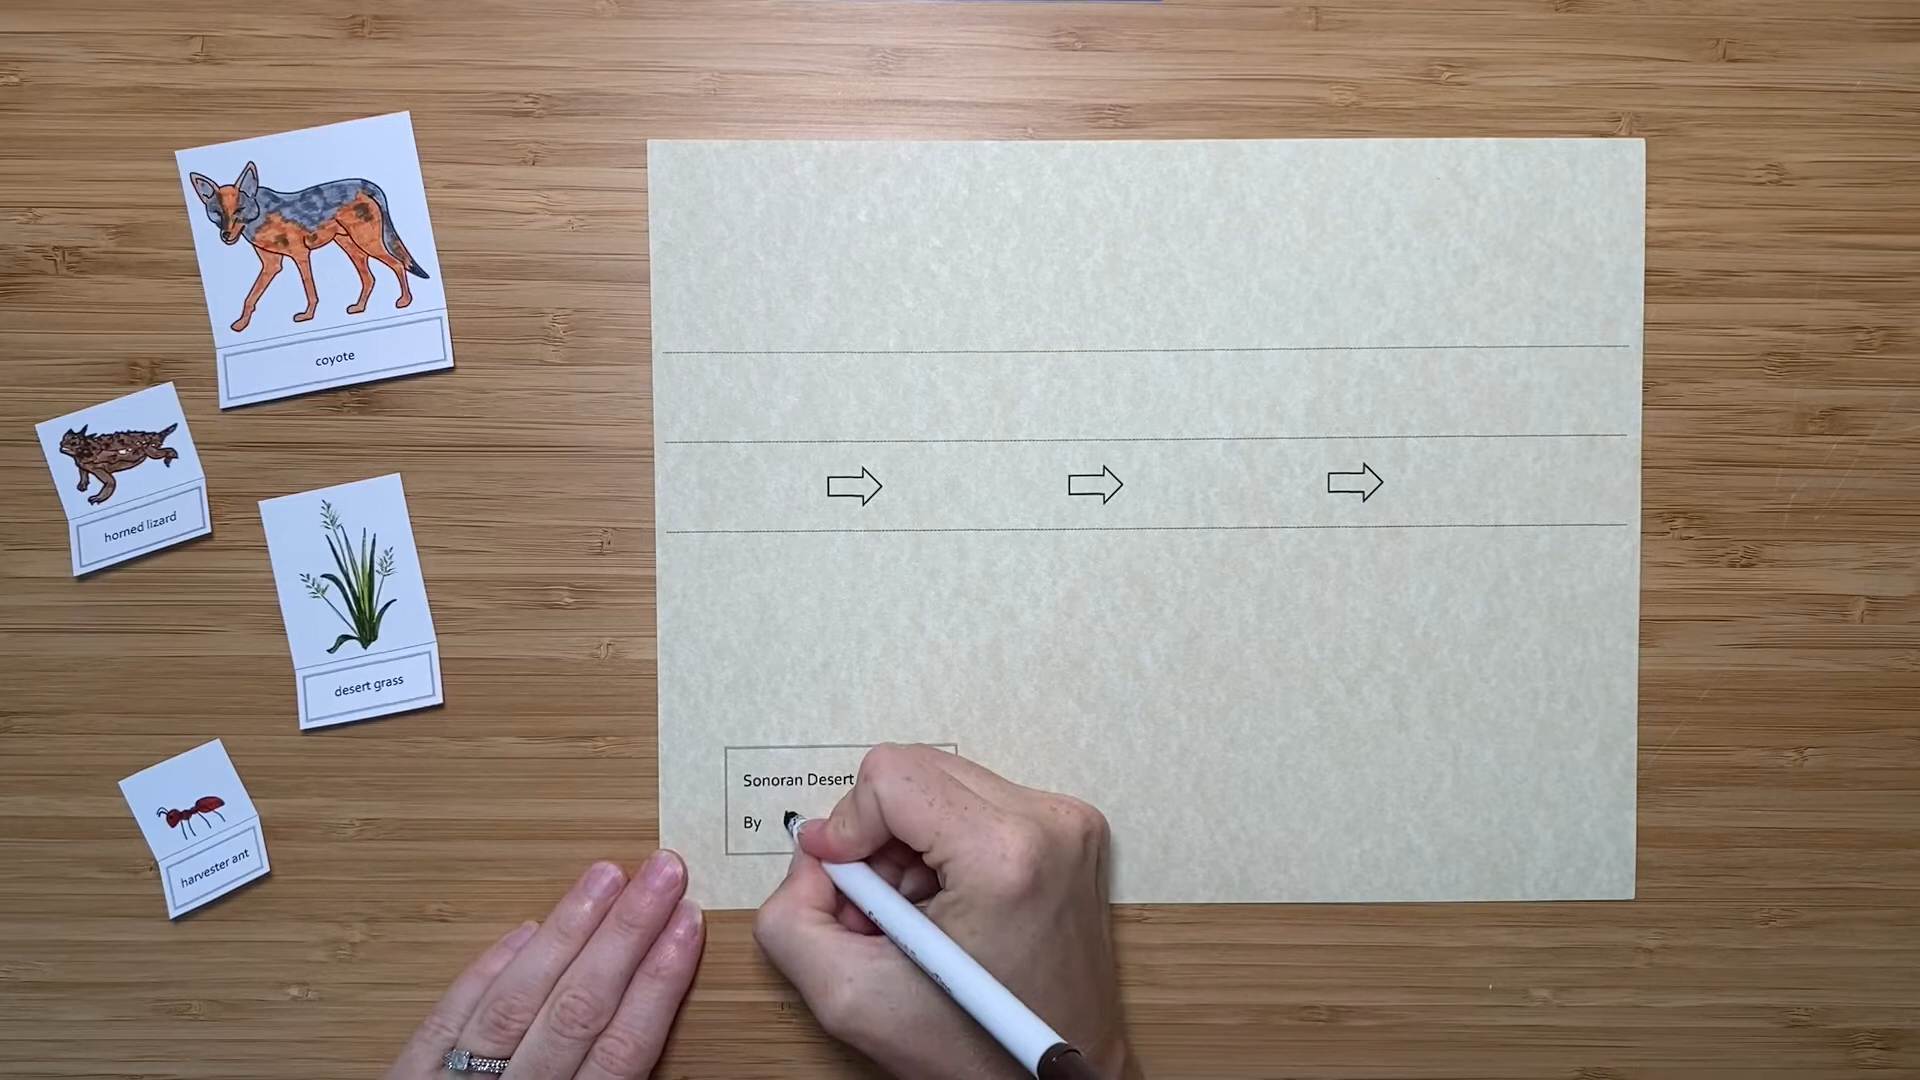 coyote
horned lizard
desert grass
harvester ant
Sonoran Desert
By